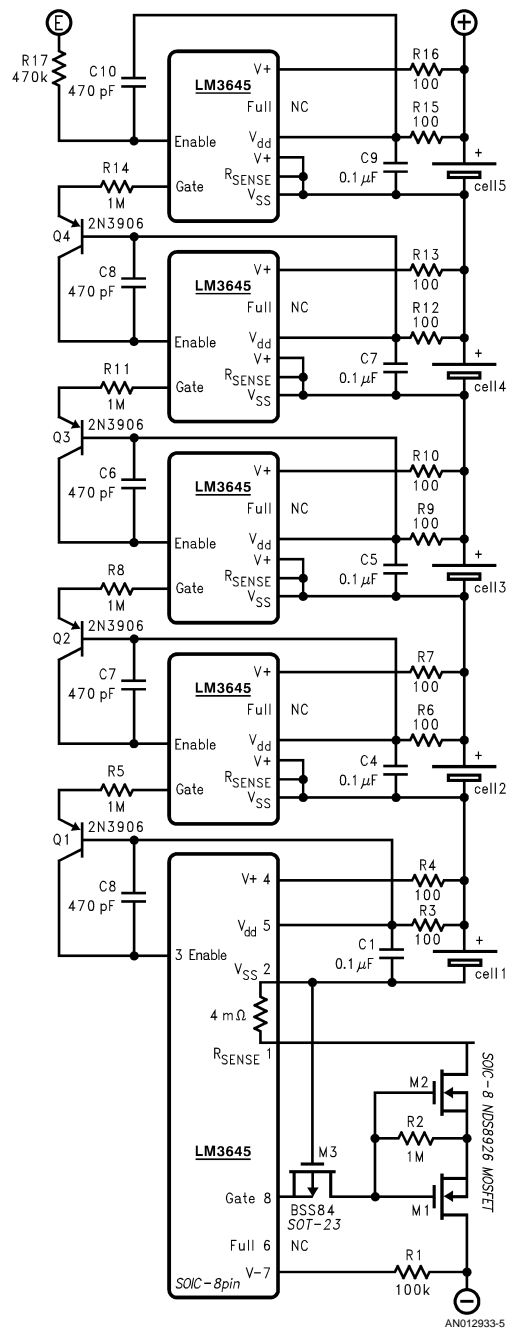 E
+
R17
470k
C10
470 pF
V+
LM3645
Full NC
Enable
Vdd
V+
RSENSE
Gate
VSS
R16
100
R15
100
C9
0.1 µF
+
cell5
R14
1M
2N3906
Q4
C8
470 pF
V+
LM3645
Full NC
Vdd
V+
Enable
RSENSE
Gate
VSS
R13
100
R12
100
C7
0.1 µF
+
cell4
R11
1M
2N3906
Q3
C6
470 pF
V+
LM3645
Full NC
Vdd
V+
Enable
RSENSE
Gate
VSS
R10
100
R9
100
C5
0.1 µF
+
cell3
R8
1M
2N3906
Q2
C7
470 pF
V+
LM3645
Full NC
Vdd
V+
Enable
RSENSE
Gate
VSS
R7
100
R6
100
C4
0.1 µF
+
cell2
R5
1M
2N3906
Q1
C8
470 pF
V+ 4
R4
100
Vdd 5
R3
100
3 Enable
VSS 2
C1
0.1 µF
+
cell1
4 mΩ
RSENSE 1
M2
R2
1M
SOIC-8 NDS8926 MOSFET
LM3645
M3
Gate 8
BSS84
SOT-23
M1
Full 6 NC
V-7
R1
100k
SOIC-8pin
−
AN012933-5